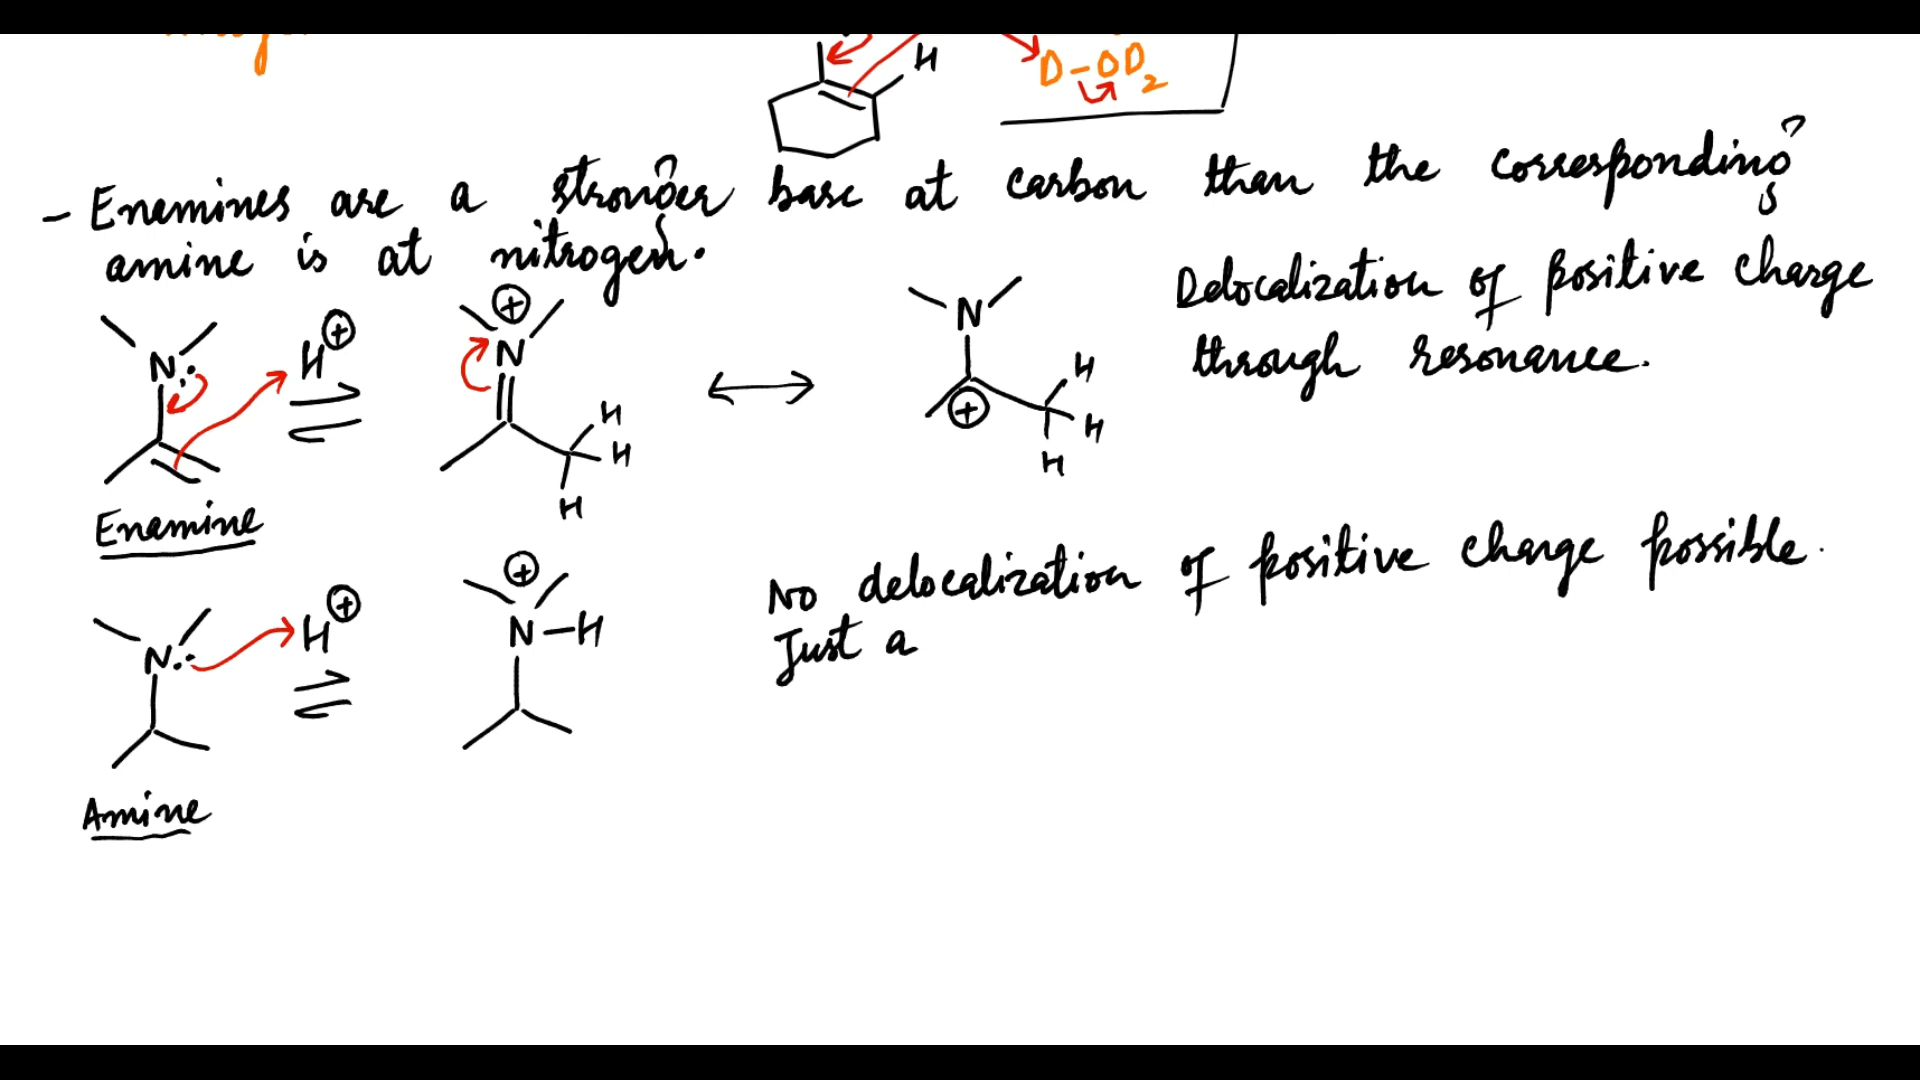 H
D-OD2
- Enamines are a stronger base at carbon than the corresponding
amine is at nitrogen.
Delocalization of positive charge
through resonance.
N: H⊕
⊕
N
H
H
H
N
⊕
H
H
H
Enamine
No delocalization of positive charge possible.
Just a
N: H⊕
⊕
N-H
Amine